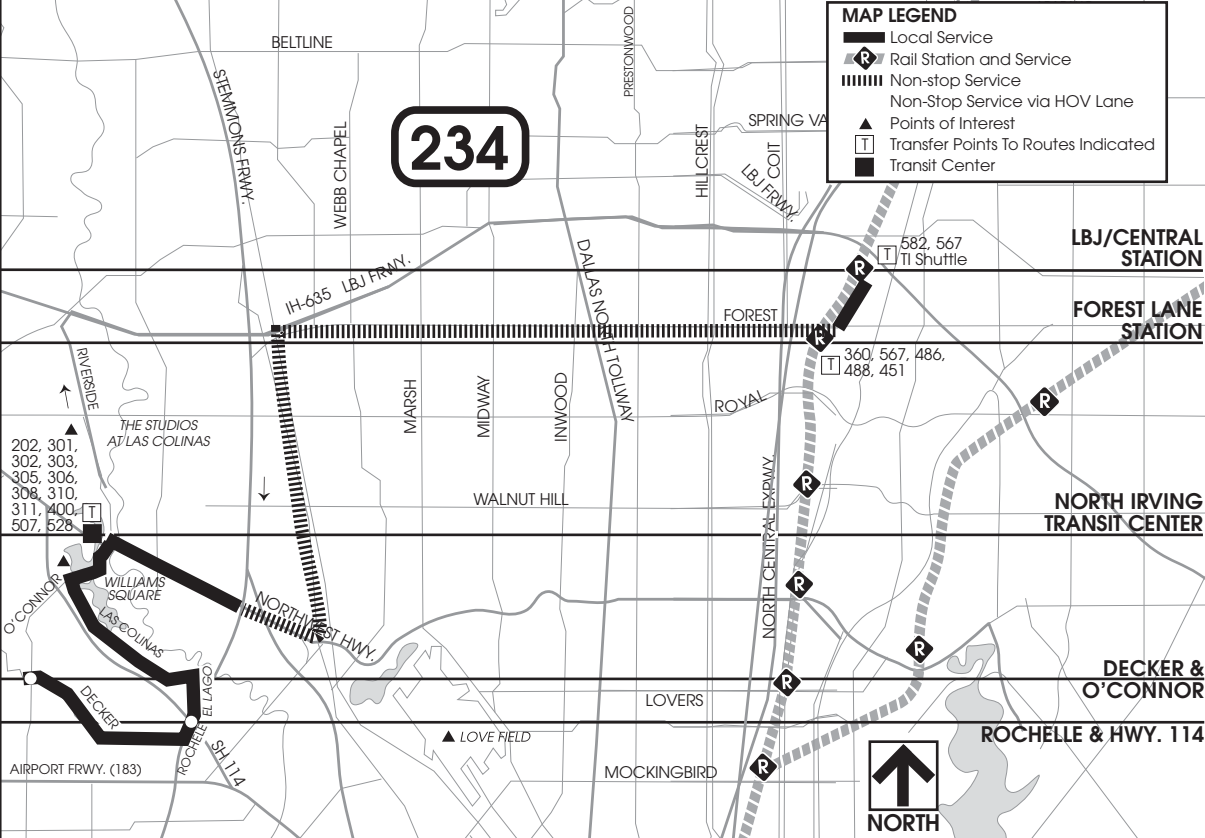 MAP LEGEND
Local Service
R
Rail Station and Service
Non-stop Service
Non-Stop Service via HOV Lane
Points of Interest
T
Transfer Points To Routes Indicated
Transit Center
BELTLINE
PRESTONWOOD
STEMMONS FRWY.
WEBB CHAPEL
234
HILLCREST
SPRING VA
COIT
LBJ FRWY.
DALLAS NORTH TOLLWAY
R
T
582, 567
TI Shuttle
LBJ/CENTRAL
STATION
IH-635 LBJ FRWY.
FOREST
R
FOREST LANE
STATION
T
360, 567, 486,
488, 451
RIVERSIDE
MARSH
MIDWAY
INWOOD
ROYAL
R
THE STUDIOS
AT LAS COLINAS
202, 301,
302, 303,
305, 306,
308, 310,
311, 400,
507, 528
T
WALNUT HILL
R
NORTH CENTRAL EXPWY.
NORTH IRVING
TRANSIT CENTER
O'CONNOR
WILLIAMS
SQUARE
LAS COLINAS
NORTHWEST HWY.
R
R
DECKER &
O'CONNOR
DECKER
EL LAGO
ROCHELE
SH 114
LOVERS
R
LOVE FIELD
ROCHELLE & HWY. 114
AIRPORT FRWY. (183)
MOCKINGBIRD
R
NORTH